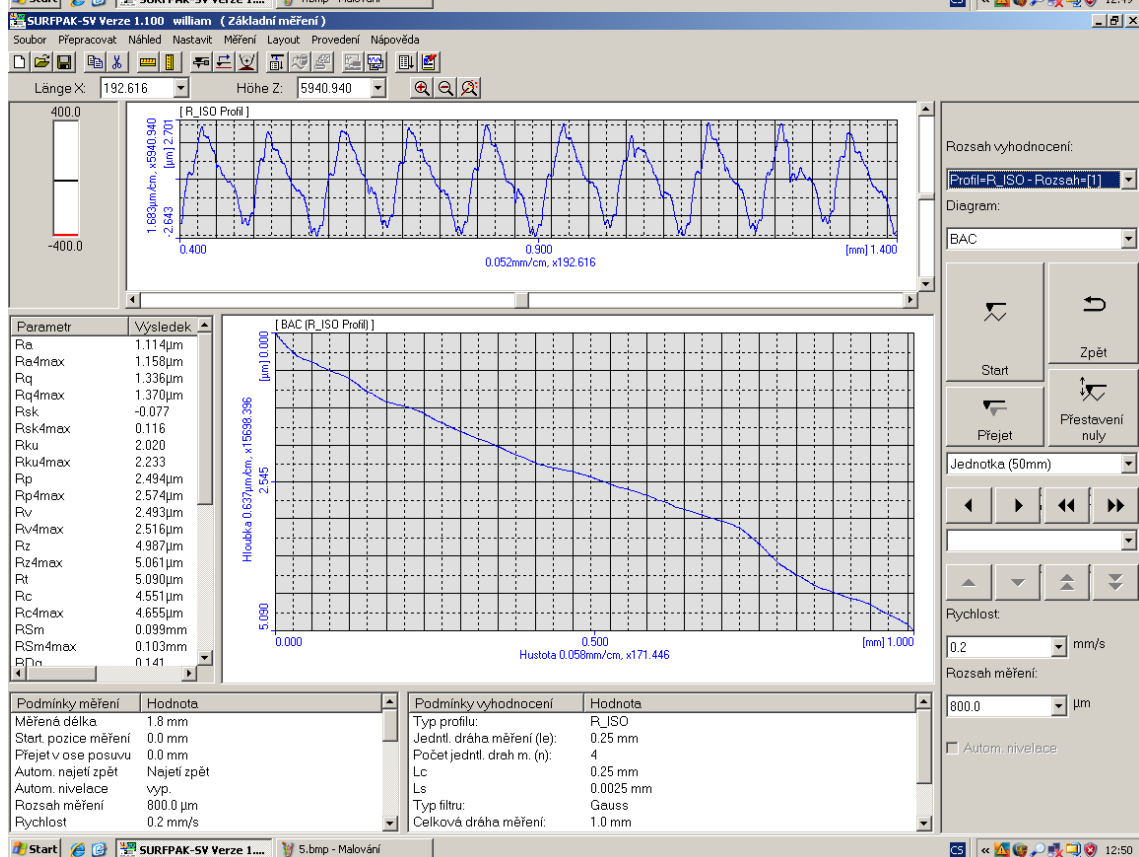 Start SURFPAK-SV Verze 1.... CS « 12:49
SURFPAK-SV Verze 1.100 william ( Základní měření )
Soubor Přepracovat Náhled Nastavit Měření Layout Provedení Nápověda
Länge X: 192.616 Höhe Z: 5940.940
400.0
-400.0
[ R_ISO Profil ]
1.683µm/cm, x5940.940
-2.643 [µm] 2.701
0.400 0.900 [mm] 1.400
0.052mm/cm, x192.616
Parametr Výsledek
Ra 1.114µm
Ra4max 1.158µm
Rq 1.336µm
Rq4max 1.370µm
Rsk -0.077
Rsk4max 0.116
Rku 2.020
Rku4max 2.233
Rp 2.494µm
Rp4max 2.574µm
Rv 2.493µm
Rv4max 2.516µm
Rz 4.987µm
Rz4max 5.061µm
Rt 5.090µm
Rc 4.551µm
Rc4max 4.655µm
RSm 0.099mm
RSm4max 0.103mm
RDq 0.141
[ BAC (R_ISO Profil) ]
Hloubka 0.637µm/cm, x15698.396
5.090 2.545 [µm] 0.000
0.000 0.500 [mm] 1.000
Hustota 0.058mm/cm, x171.446
Rozsah vyhodnocení:
Profil=R_ISO - Rozsah=[1]
Diagram:
BAC
Start
Zpět
Přejet
Přestavení
nuly
Jednotka (50mm)
Rychlost:
0.2 mm/s
Rozsah měření:
800.0 µm
Autom. nivelace
Podmínky měření Hodnota
Měřená délka 1.8 mm
Start. pozice měření 0.0 mm
Přejet v ose posuvu 0.0 mm
Autom. najetí zpět Najetí zpět
Autom. nivelace vyp.
Rozsah měření 800.0 µm
Rychlost 0.2 mm/s
Podmínky vyhodnocení Hodnota
Typ profilu: R_ISO
Jedntl. dráha měření (le): 0.25 mm
Počet jedntl. drah m. (n): 4
Lc 0.25 mm
Ls 0.0025 mm
Typ filtru: Gauss
Celková dráha měření: 1.0 mm
Start SURFPAK-SV Verze 1.... 5.bmp - Malování CS « 12:50